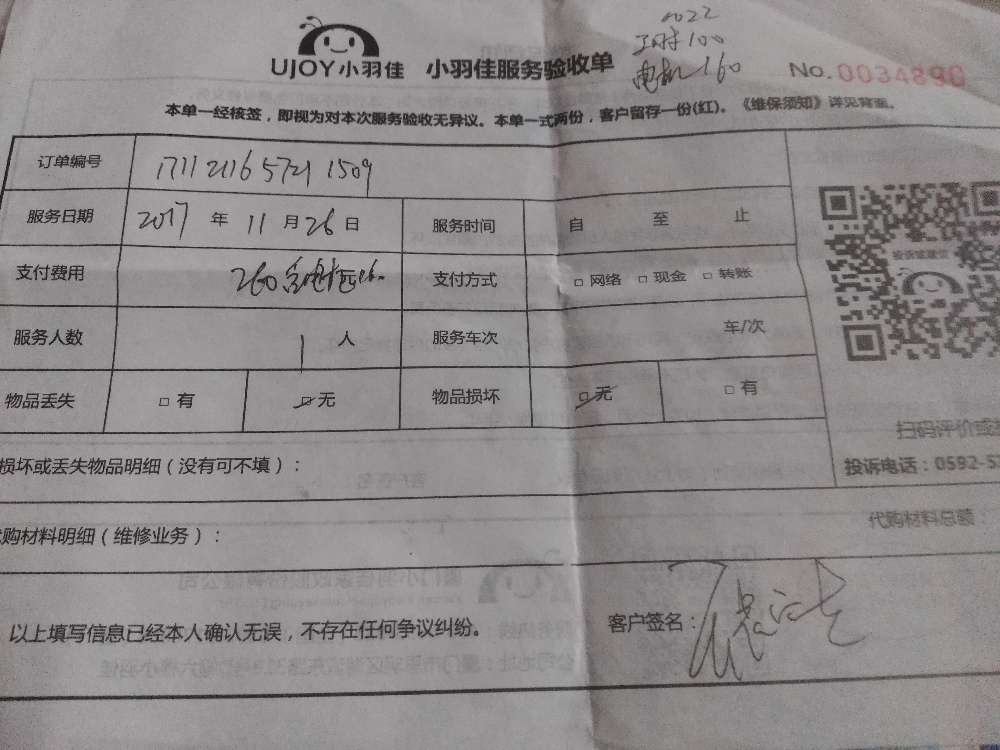 2022
工时100
电机160
UJOY小羽佳 小羽佳服务验收单
No.0034890
本单一经核签，即视为对本次服务验收无异议。本单一式两份，客户留存一份(红)。《维保须知》详见背面。
订单编号 1711211657211509
服务日期 2017年11月26日 服务时间 自 至 止
支付费用 260 元 支付方式 □网络 □现金 □转账
服务人数 1人 服务车次 车/次
物品丢失 □有 □无 物品损坏 □无 □有
扫码评价或
损坏或丢失物品明细（没有可不填）：
投诉电话：0592-5
购材料明细（维修业务）：
代购材料总额：
以上填写信息已经本人确认无误，不存在任何争议纠纷。
客户签名：